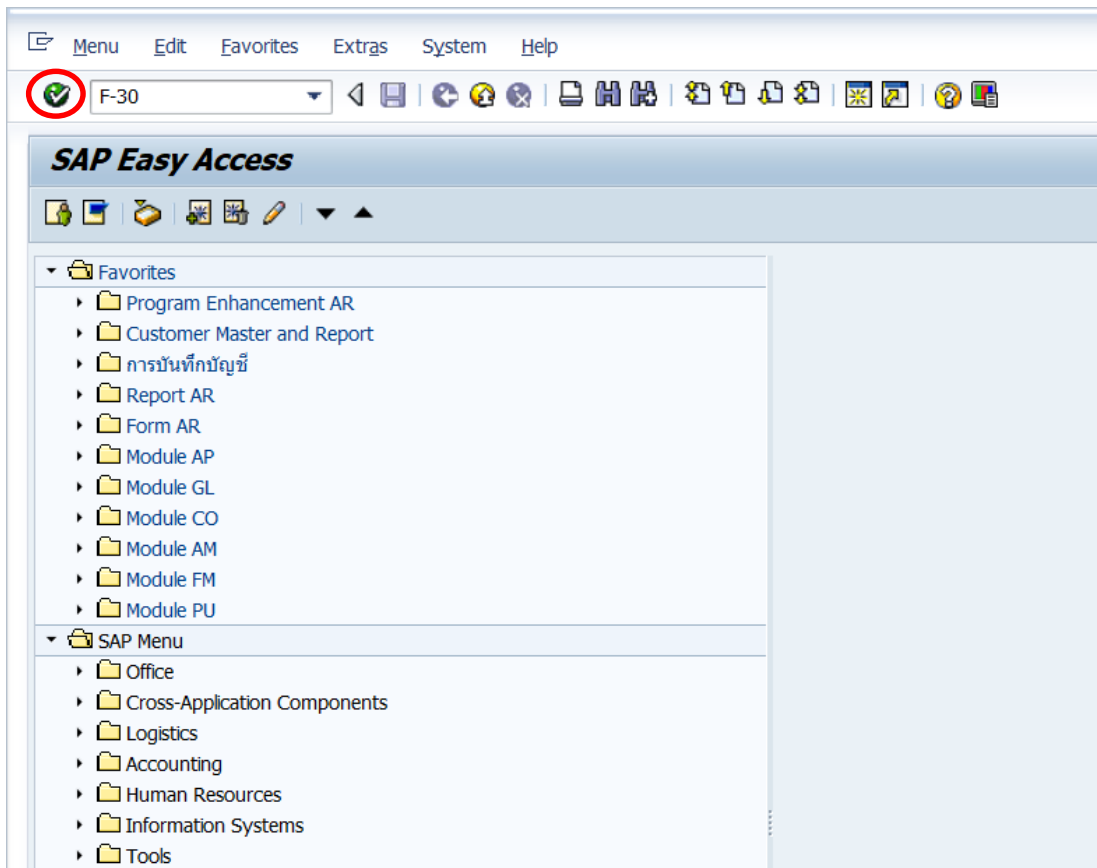 Menu Edit Favorites Extras System Help
F-30
SAP Easy Access
Favorites
Program Enhancement AR
Customer Master and Report
การบันทึกบัญชี
Report AR
Form AR
Module AP
Module GL
Module CO
Module AM
Module FM
Module PU
SAP Menu
Office
Cross-Application Components
Logistics
Accounting
Human Resources
Information Systems
Tools